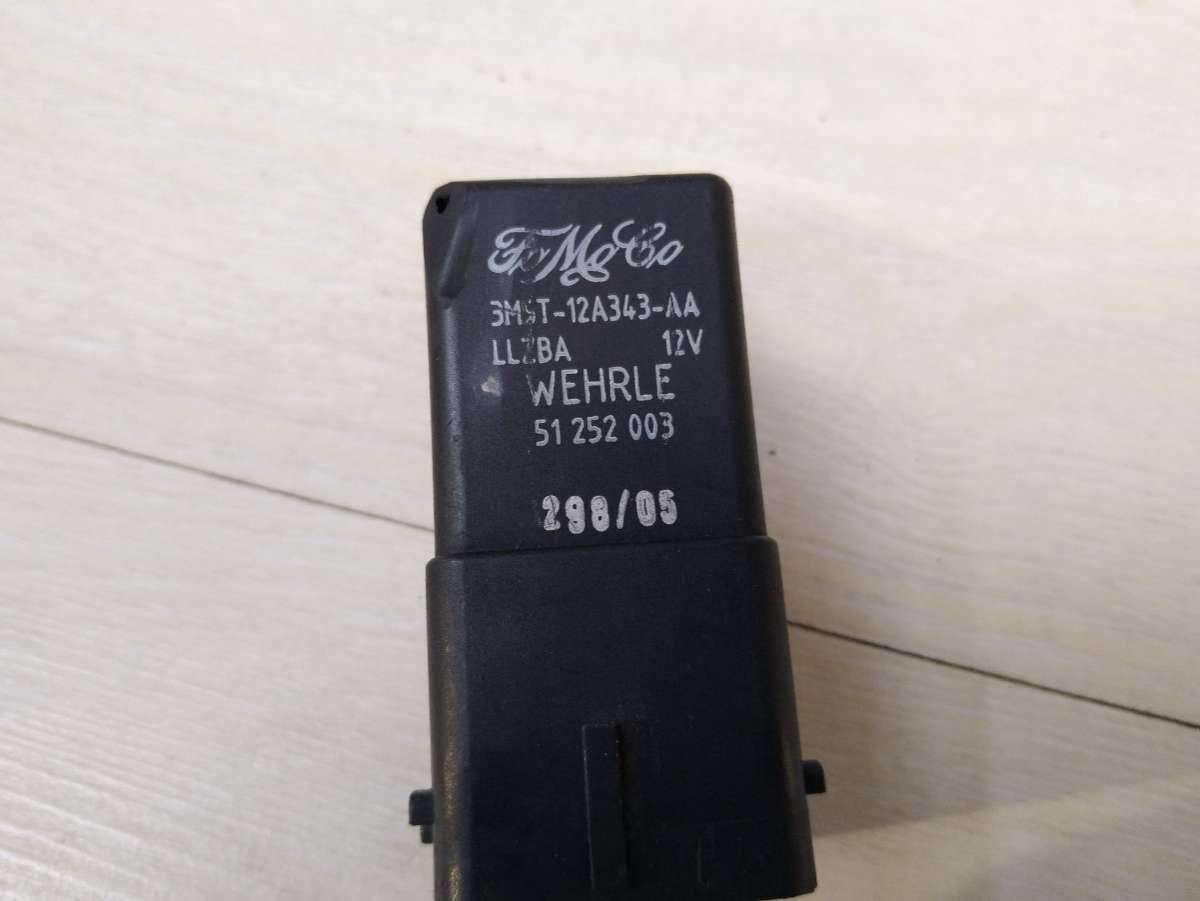 FoMoCo
3M5T-12A343-AA
LLZBA 12V
WEHRLE
51 252 003
298/05